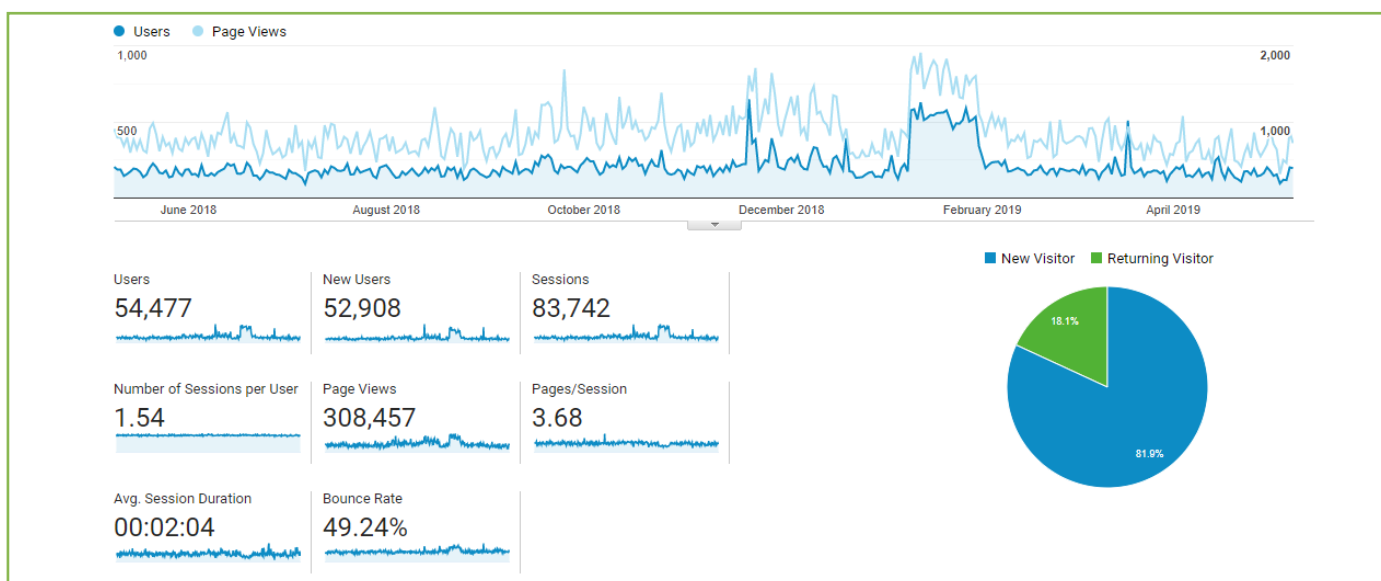 Users Page Views
1,000 2,000
500 1,000
June 2018 August 2018 October 2018 December 2018 February 2019 April 2019
New Visitor Returning Visitor
Users New Users Sessions
54,477 52,908 83,742
18.1%
Number of Sessions per User Page Views Pages/Session
1.54 308,457 3.68
81.9%
Avg. Session Duration Bounce Rate
00:02:04 49.24%